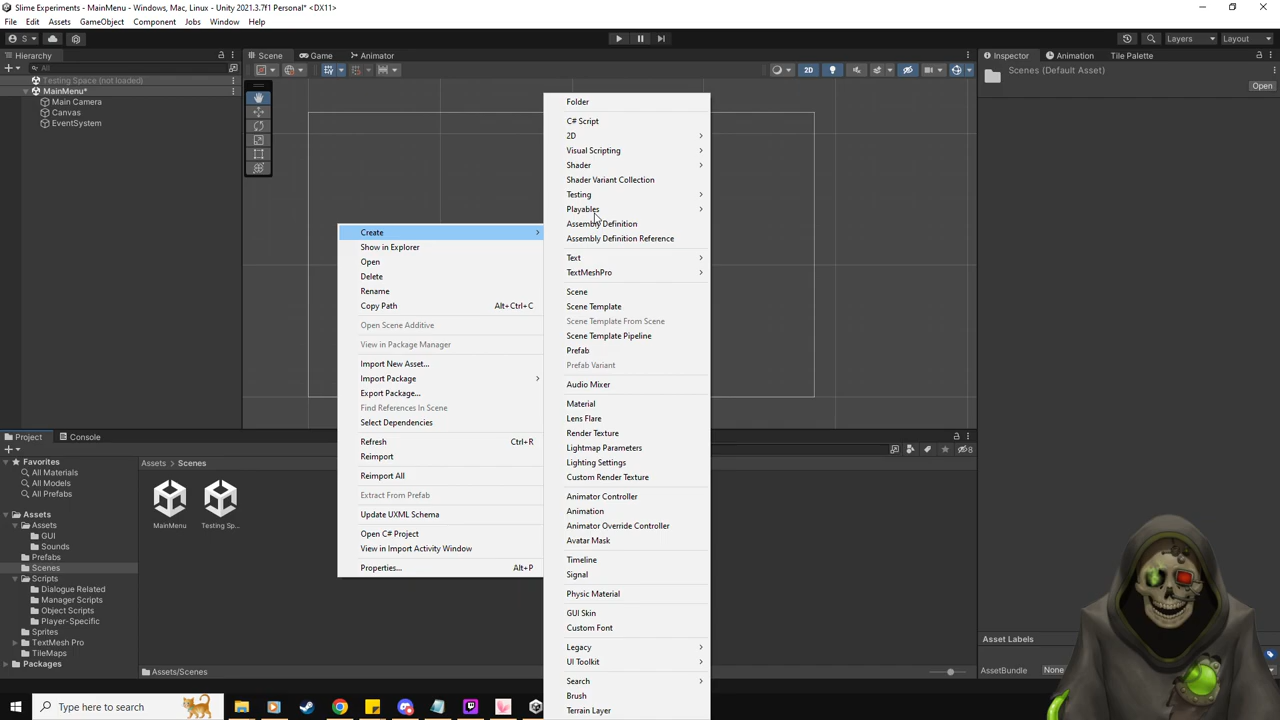 Slime Experiments - MainMenu - Windows, Mac, Linux - Unity 2021.3.7f1 Personal* <DX11>
File Edit Assets GameObject Component Jobs Window Help
S
Layers Layout
Hierarchy
All
Testing Space (not loaded)
MainMenu*
Main Camera
Canvas
EventSystem
Scene Game Animator
2D
Inspector Animation Tile Palette
Scenes (Default Asset)
Open
Create
Show in Explorer
Open
Delete
Rename
Copy Path Alt+Ctrl+C
Open Scene Additive
View in Package Manager
Import New Asset...
Import Package
Export Package...
Find References In Scene
Select Dependencies
Refresh Ctrl+R
Reimport
Reimport All
Extract From Prefab
Update UXML Schema
Open C# Project
View in Import Activity Window
Properties... Alt+P
Folder
C# Script
2D
Visual Scripting
Shader
Shader Variant Collection
Testing
Playables
Assembly Definition
Assembly Definition Reference
Text
TextMeshPro
Scene
Scene Template
Scene Template From Scene
Scene Template Pipeline
Prefab
Prefab Variant
Audio Mixer
Material
Lens Flare
Render Texture
Lightmap Parameters
Lighting Settings
Custom Render Texture
Animator Controller
Animation
Animator Override Controller
Avatar Mask
Timeline
Signal
Physic Material
GUI Skin
Custom Font
Legacy
UI Toolkit
Search
Brush
Terrain Layer
Project Console
8
Favorites
All Materials
All Models
All Prefabs
Assets
Assets
GUI
Sounds
Prefabs
Scenes
Scripts
Dialogue Related
Manager Scripts
Object Scripts
Player-Specific
Sprites
TextMesh Pro
TileMaps
Packages
Assets > Scenes
MainMenu Testing Sp...
Assets/Scenes
Asset Labels
AssetBundle None
Type here to search